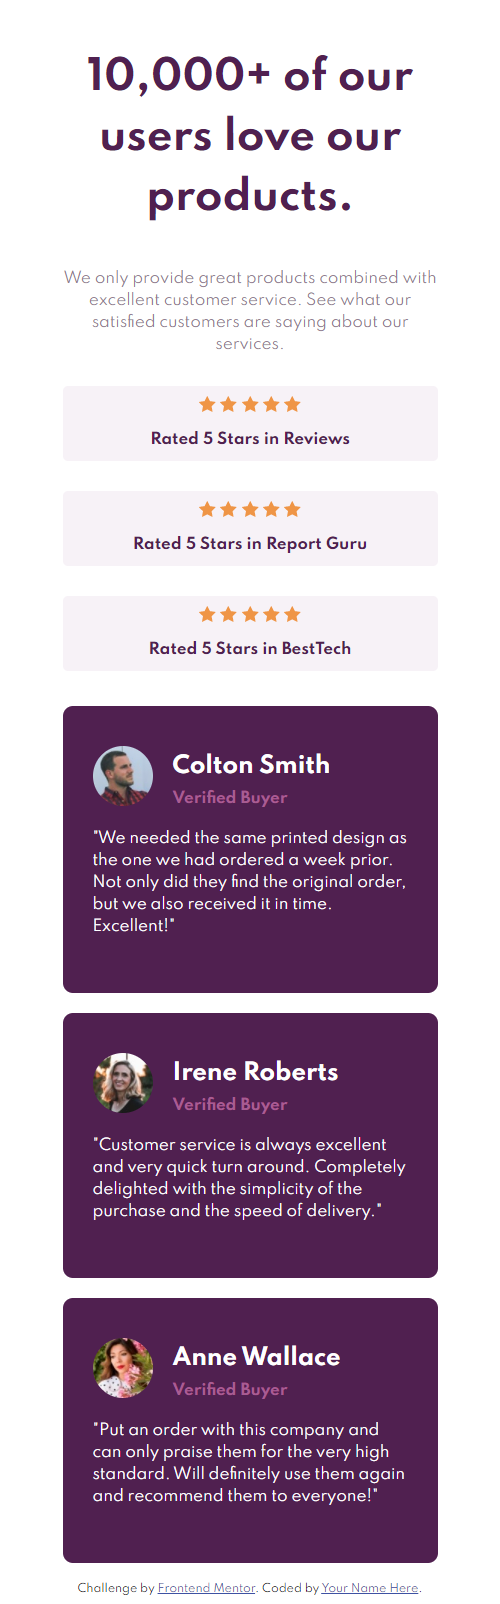 10,000+ of our
users love our
products.
We only provide great products combined with
excellent customer service. See what our
satisfied customers are saying about our
services.
Rated 5 Stars in Reviews
Rated 5 Stars in Report Guru
Rated 5 Stars in BestTech
Colton Smith
Verified Buyer
"We needed the same printed design as
the one we had ordered a week prior.
Not only did they find the original order,
but we also received it in time.
Excellent!"
Irene Roberts
Verified Buyer
"Customer service is always excellent
and very quick turn around. Completely
delighted with the simplicity of the
purchase and the speed of delivery."
Anne Wallace
Verified Buyer
"Put an order with this company and
can only praise them for the very high
standard. Will definitely use them again
and recommend them to everyone!"
Challenge by Frontend Mentor. Coded by Your Name Here.